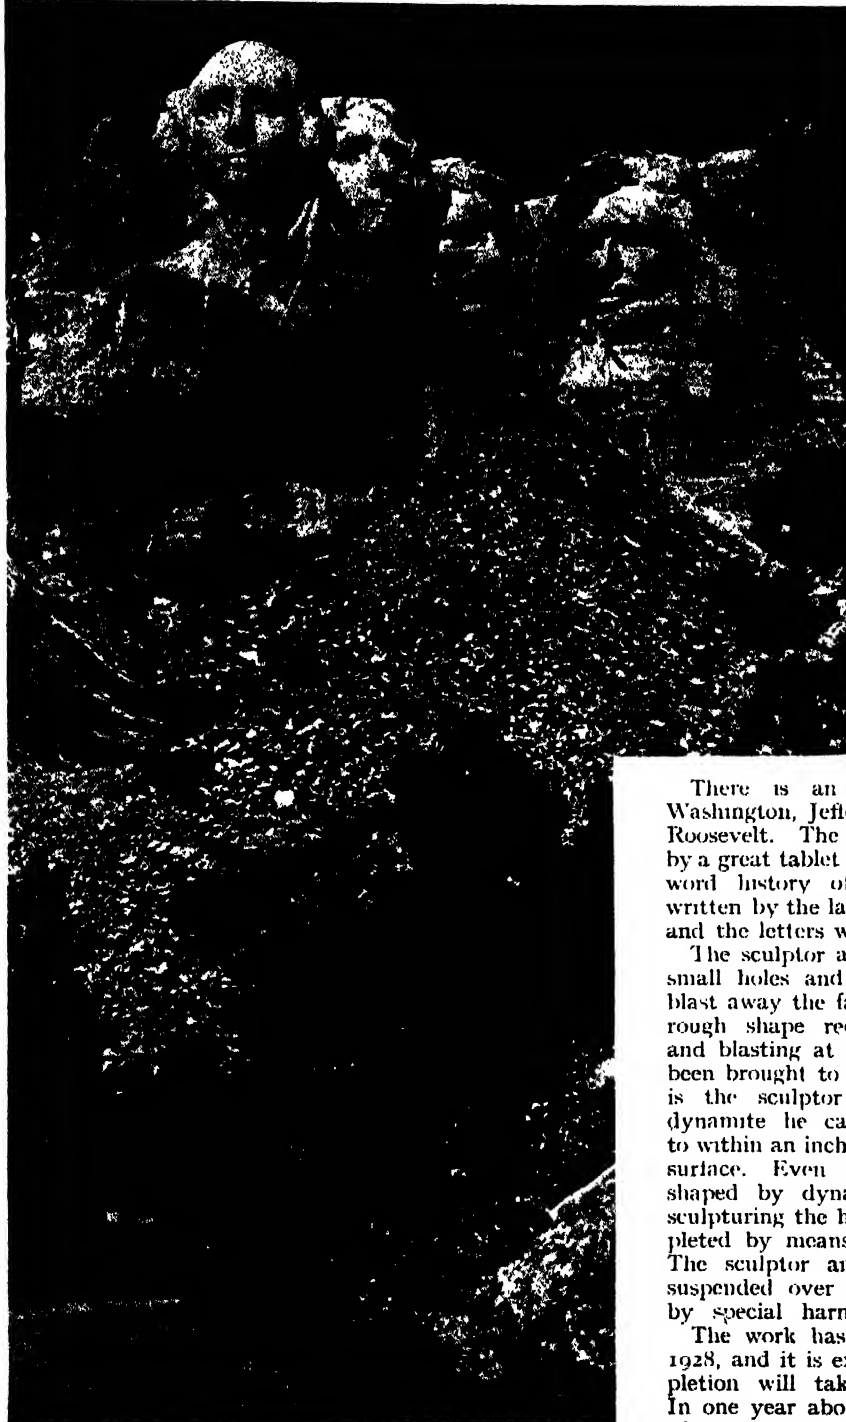 There is an
Washington, Jeff
Roosevelt. The
by a great tablet
word history of
written by the la
and the letters w
The sculptor a
small holes and
blast away the fa
rough shape re
and blasting at
been brought to
is the sculptor
dynamite he ca
to within an inch
surface. Even
shaped by dyna
sculpturing the h
pleted by means
The sculptor an
suspended over
by special harn
The work has
1928, and it is e
pletion will tak
In one year abo